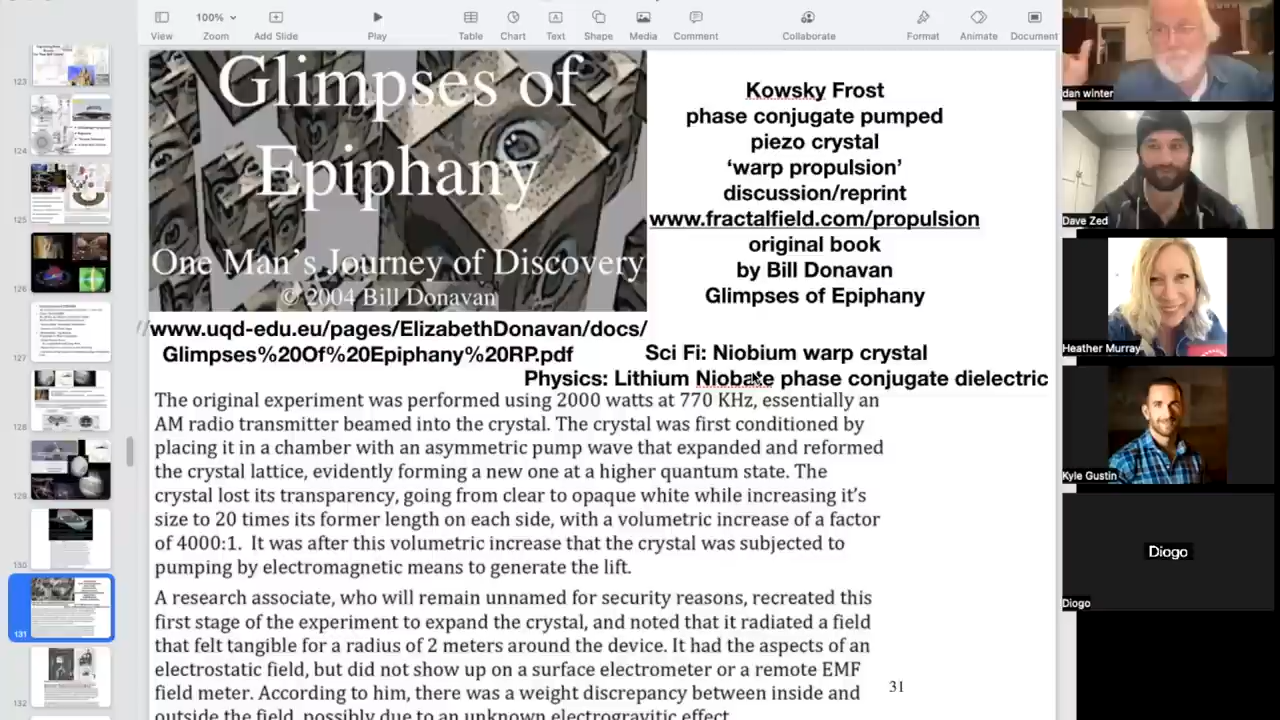 100%
View
Zoom
Add Slide
Play
Table
Chart
Text
Shape
Media
Comment
Collaborate
Format
Animate
Document
123
124
125
126
127
128
129
130
131
132
Glimpses of
Epiphany
One Man's Journey of Discovery
© 2004 Bill Donavan
Kowsky Frost
phase conjugate pumped
piezo crystal
‘warp propulsion’
discussion/reprint
www.fractalfield.com/propulsion
original book
by Bill Donavan
Glimpses of Epiphany
/www.uqd-edu.eu/pages/ElizabethDonavan/docs/
Glimpses%20Of%20Epiphany%20RP.pdf
Sci Fi: Niobium warp crystal
Physics: Lithium Niobate phase conjugate dielectric
The original experiment was performed using 2000 watts at 770 KHz, essentially an
AM radio transmitter beamed into the crystal. The crystal was first conditioned by
placing it in a chamber with an asymmetric pump wave that expanded and reformed
the crystal lattice, evidently forming a new one at a higher quantum state. The
crystal lost its transparency, going from clear to opaque white while increasing it’s
size to 20 times its former length on each side, with a volumetric increase of a factor
of 4000:1. It was after this volumetric increase that the crystal was subjected to
pumping by electromagnetic means to generate the lift.
A research associate, who will remain unnamed for security reasons, recreated this
first stage of the experiment to expand the crystal, and noted that it radiated a field
that felt tangible for a radius of 2 meters around the device. It had the aspects of an
electrostatic field, but did not show up on a surface electrometer or a remote EMF
field meter. According to him, there was a weight discrepancy between inside and
outside the field, possibly due to an unknown electrogravitic effect.
31
dan winter
Dave Zed
Heather Murray
Kyle Gustin
Diogo
Diogo